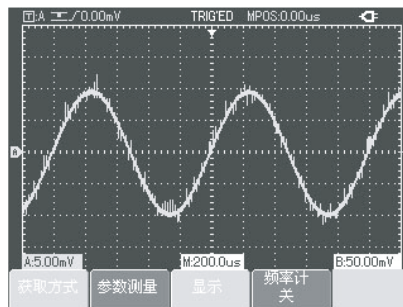 T:A 0.00mV TRIG'ED MPOS:0.00us
A
A:5.00mV M:200.0us B:50.00mV
获取方式 参数测量 显示 频率计
关